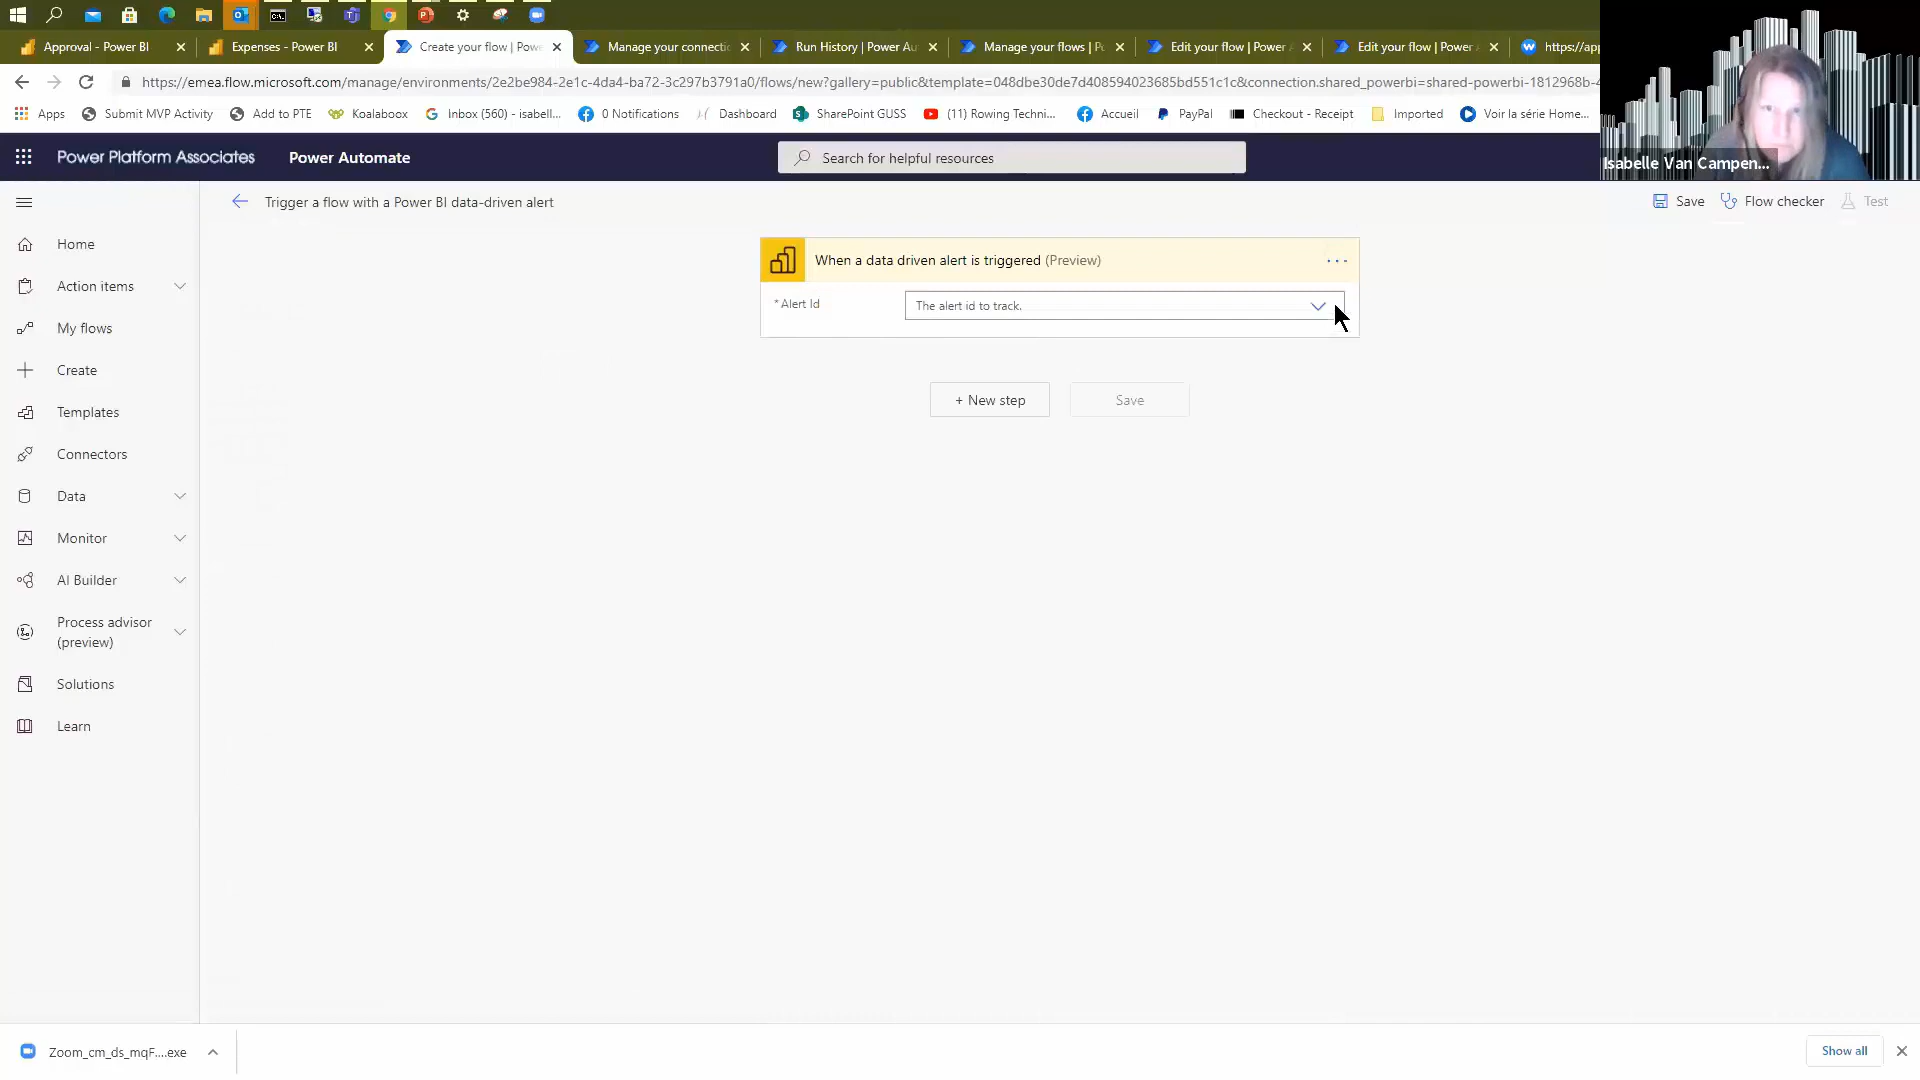 Approval - Power BI
Expenses - Power BI
Create your flow | Powe
Manage your connectic
Run History | Power Au
Manage your flows | P
Edit your flow | Power
Edit your flow | Power
https://ap
https://emea.flow.microsoft.com/manage/environments/2e2be984-2e1c-4da4-ba72-3c297b3791a0/flows/new?gallery=public&template=048dbe30de7d408594023685bd551c1c&connection.shared_powerbi=shared-powerbi-1812968b-4
Apps
Submit MVP Activity
Add to PTE
Koalaboox
Inbox (560) - isabell...
0 Notifications
Dashboard
SharePoint GUSS
(11) Rowing Techni...
Accueil
PayPal
Checkout - Receipt
Imported
Voir la série Home...
Isabelle Van Campen...
Power Platform Associates
Power Automate
Search for helpful resources
Trigger a flow with a Power BI data-driven alert
Save
Flow checker
Test
When a data driven alert is triggered (Preview)
* Alert Id
The alert id to track.
+ New step
Save
Home
Action items
My flows
Create
Templates
Connectors
Data
Monitor
AI Builder
Process advisor
(preview)
Solutions
Learn
Zoom_cm_ds_mqF....exe
Show all